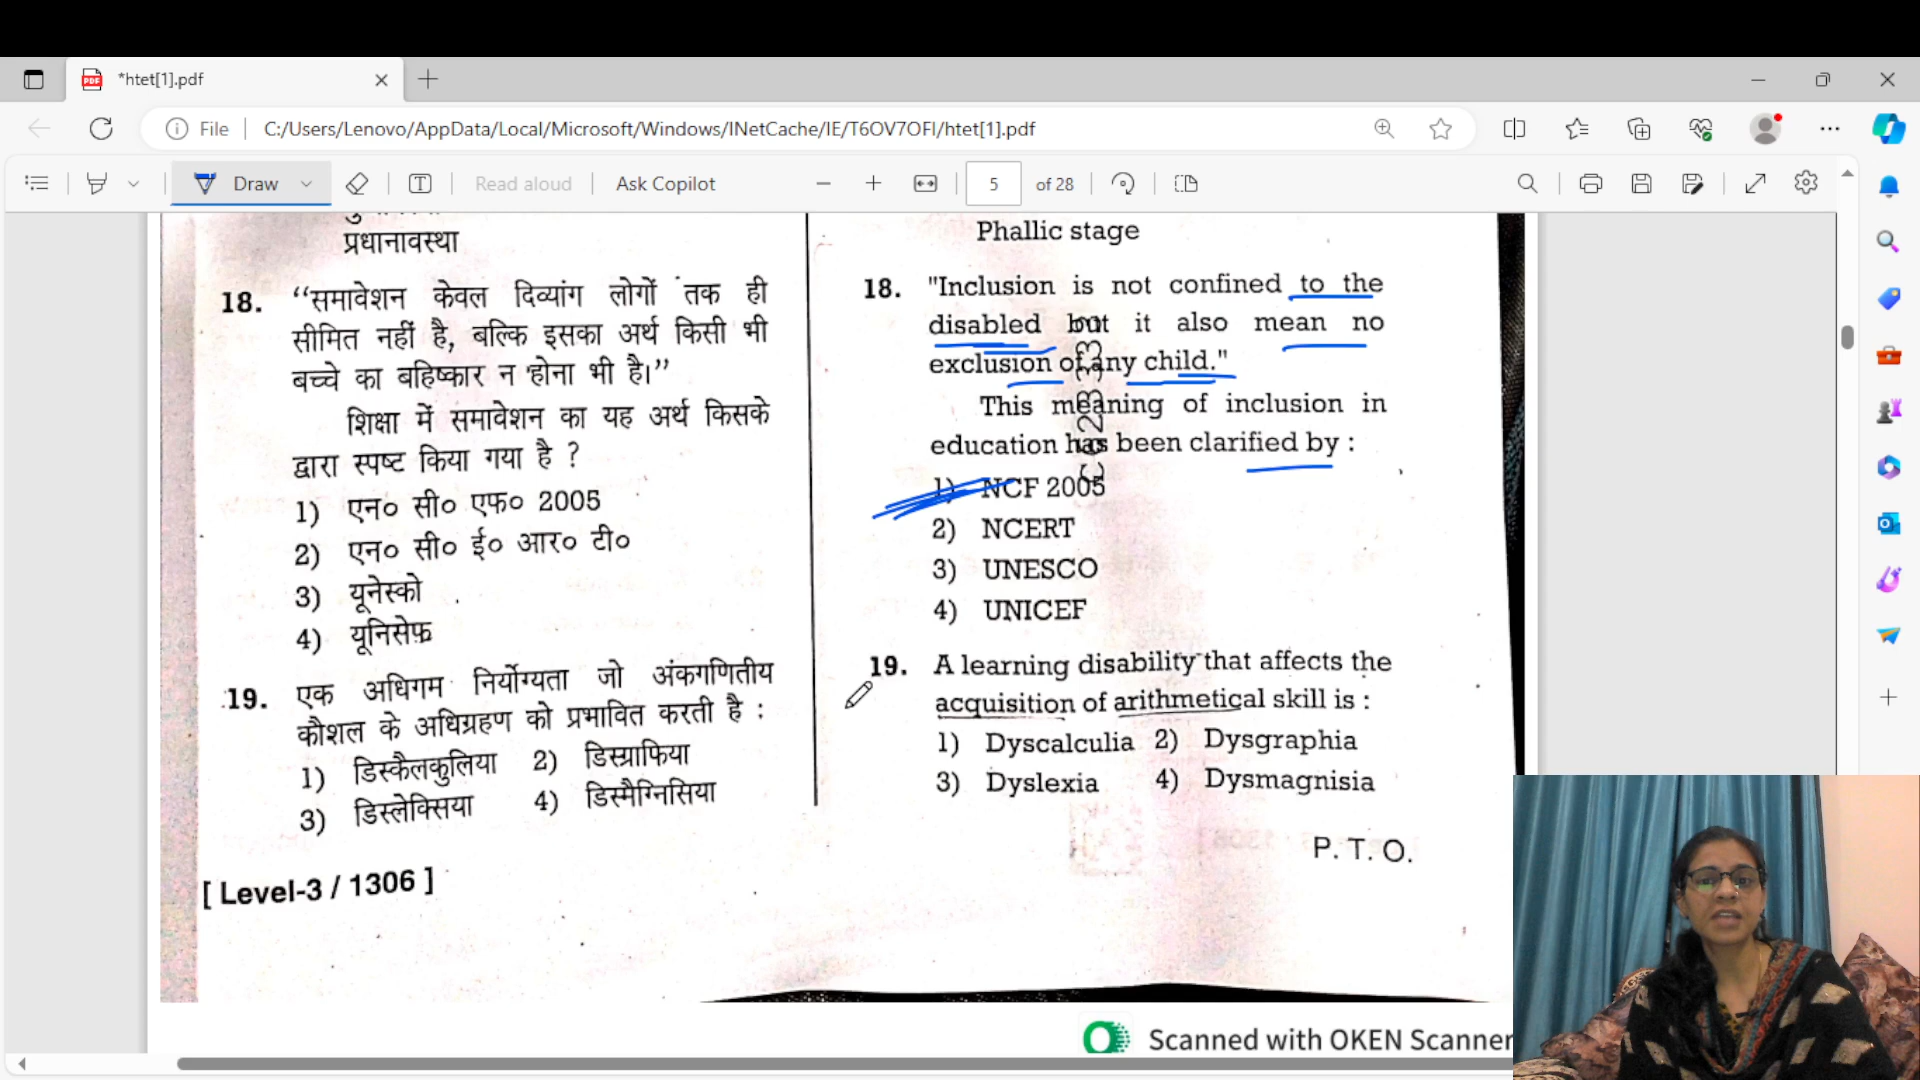 *htet[1].pdf
File
C:/Users/Lenovo/AppData/Local/Microsoft/Windows/INetCache/IE/T6OV7OFI/htet[1].pdf
Draw
Read aloud
Ask Copilot
5
of 28
प्रधानावस्था
18. ‘‘समावेशन केवल दिव्यांग लोगों तक ही
सीमित नहीं है, बल्कि इसका अर्थ किसी भी
बच्चे का बहिष्कार न होना भी है।’’
शिक्षा में समावेशन का यह अर्थ किसके
द्वारा स्पष्ट किया गया है ?
1) एन० सी० एफ० 2005
2) एन० सी० ई० आर० टी०
3) यूनेस्को
4) यूनिसेफ़
19. एक अधिगम निर्योग्यता जो अंकगणितीय
कौशल के अधिग्रहण को प्रभावित करती है :
1) डिस्कैलकुलिया 2) डिस्ग्राफिया
3) डिस्लेक्सिया 4) डिस्मैग्निसिया
[ Level-3 / 1306 ]
Phallic stage
18. "Inclusion is not confined to the
disabled but it also mean no
exclusion of any child."
This meaning of inclusion in
education has been clarified by :
1) NCF 2005
2) NCERT
3) UNESCO
4) UNICEF
19. A learning disability that affects the
acquisition of arithmetical skill is :
1) Dyscalculia 2) Dysgraphia
3) Dyslexia 4) Dysmagnisia
P. T. O.
Scanned with OKEN Scanner